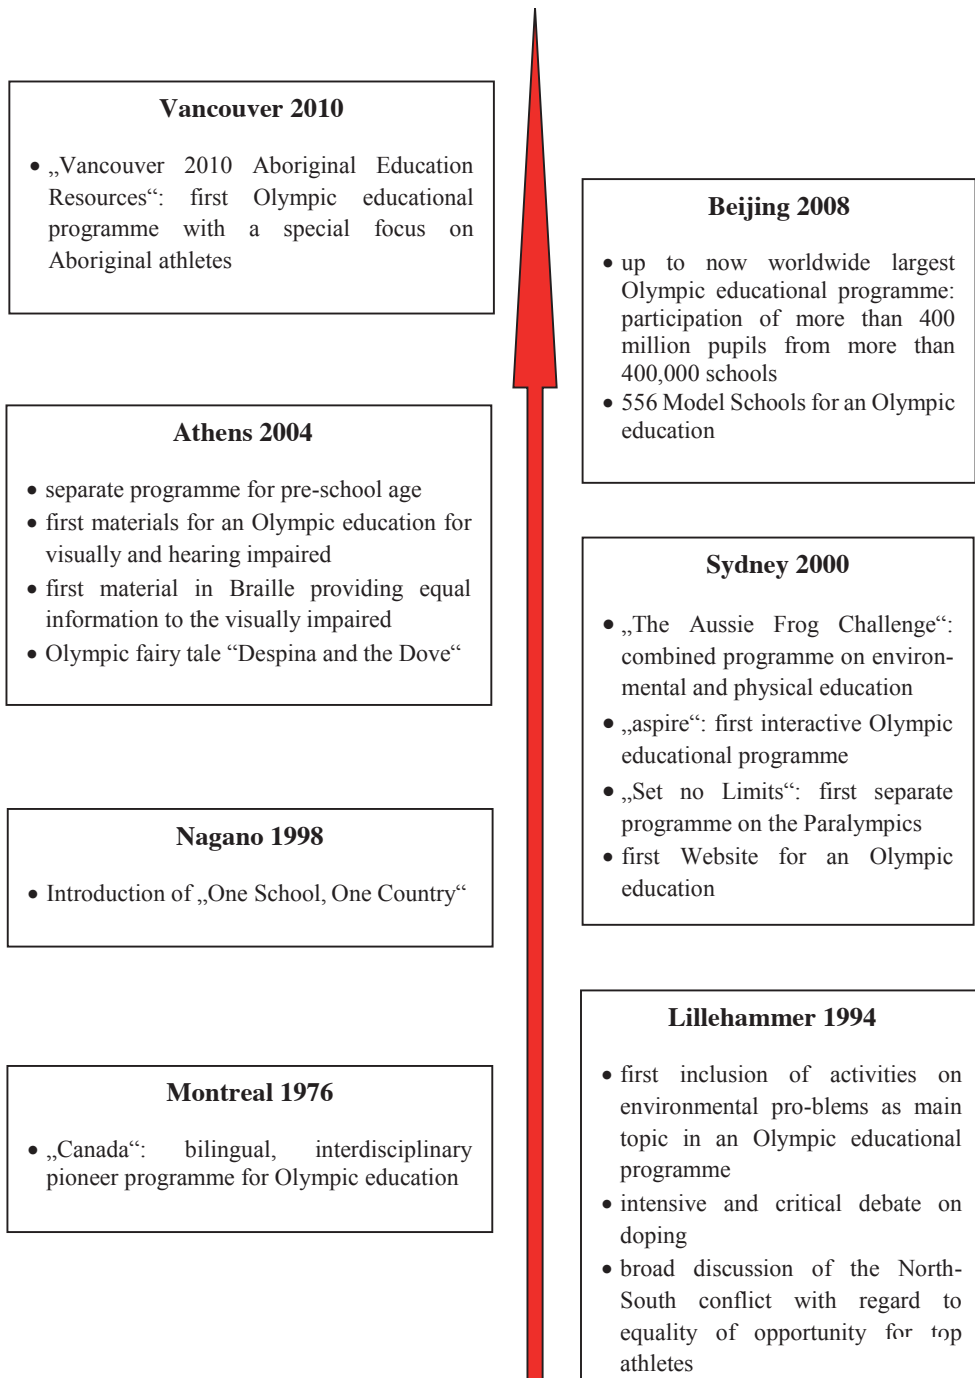 Vancouver 2010
• „Vancouver 2010 Aboriginal Education
Resources“: first Olympic educational
programme with a special focus on
Aboriginal athletes
Beijing 2008
• up to now worldwide largest
Olympic educational programme:
participation of more than 400
million pupils from more than
400,000 schools
• 556 Model Schools for an Olympic
education
Athens 2004
• separate programme for pre-school age
• first materials for an Olympic education for
visually and hearing impaired
• first material in Braille providing equal
information to the visually impaired
• Olympic fairy tale “Despina and the Dove“
Sydney 2000
• „The Aussie Frog Challenge“:
combined programme on environ-
mental and physical education
• „aspire“: first interactive Olympic
educational programme
• „Set no Limits“: first separate
programme on the Paralympics
• first Website for an Olympic
education
Nagano 1998
• Introduction of „One School, One Country“
Lillehammer 1994
• first inclusion of activities on
environmental pro-blems as main
topic in an Olympic educational
programme
• intensive and critical debate on
doping
• broad discussion of the North-
South conflict with regard to
equality of opportunity for top
athletes
Montreal 1976
• „Canada“: bilingual, interdisciplinary
pioneer programme for Olympic education